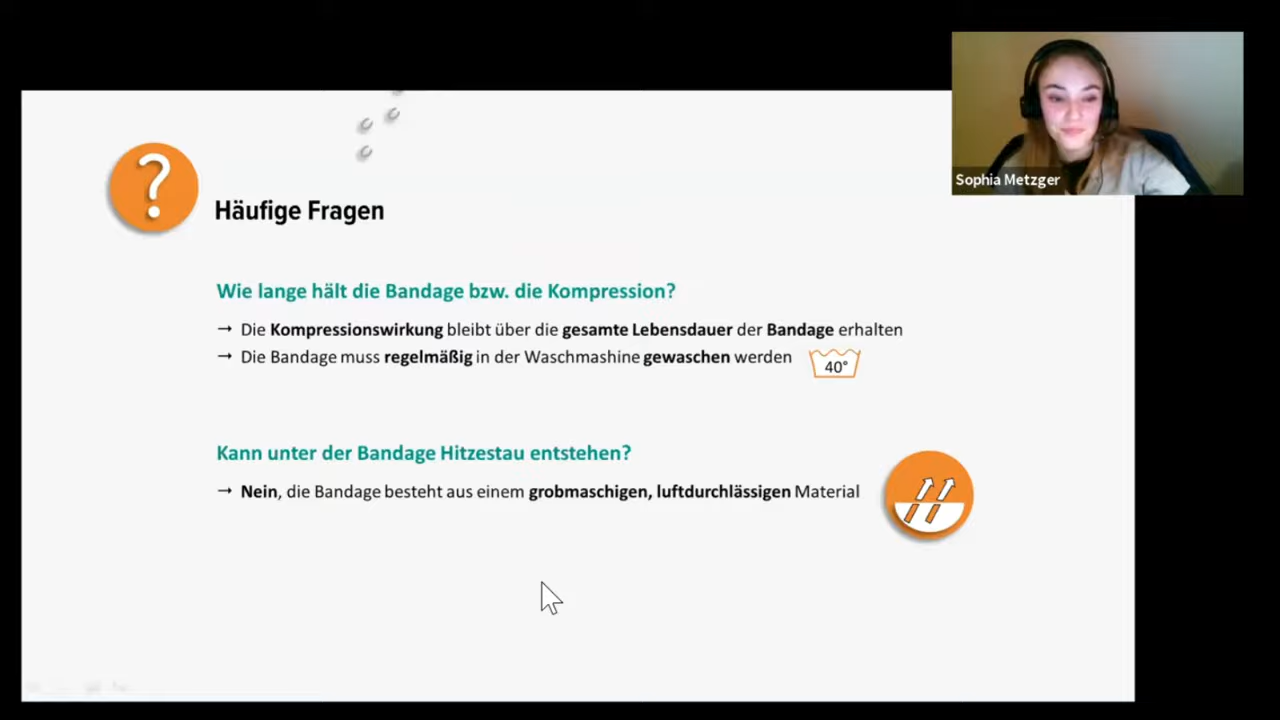 Sophia Metzger
?
Häufige Fragen
Wie lange hält die Bandage bzw. die Kompression?
→ Die Kompressionswirkung bleibt über die gesamte Lebensdauer der Bandage erhalten
→ Die Bandage muss regelmäßig in der Waschmashine gewaschen werden 40°
Kann unter der Bandage Hitzestau entstehen?
→ Nein, die Bandage besteht aus einem grobmaschigen, luftdurchlässigen Material